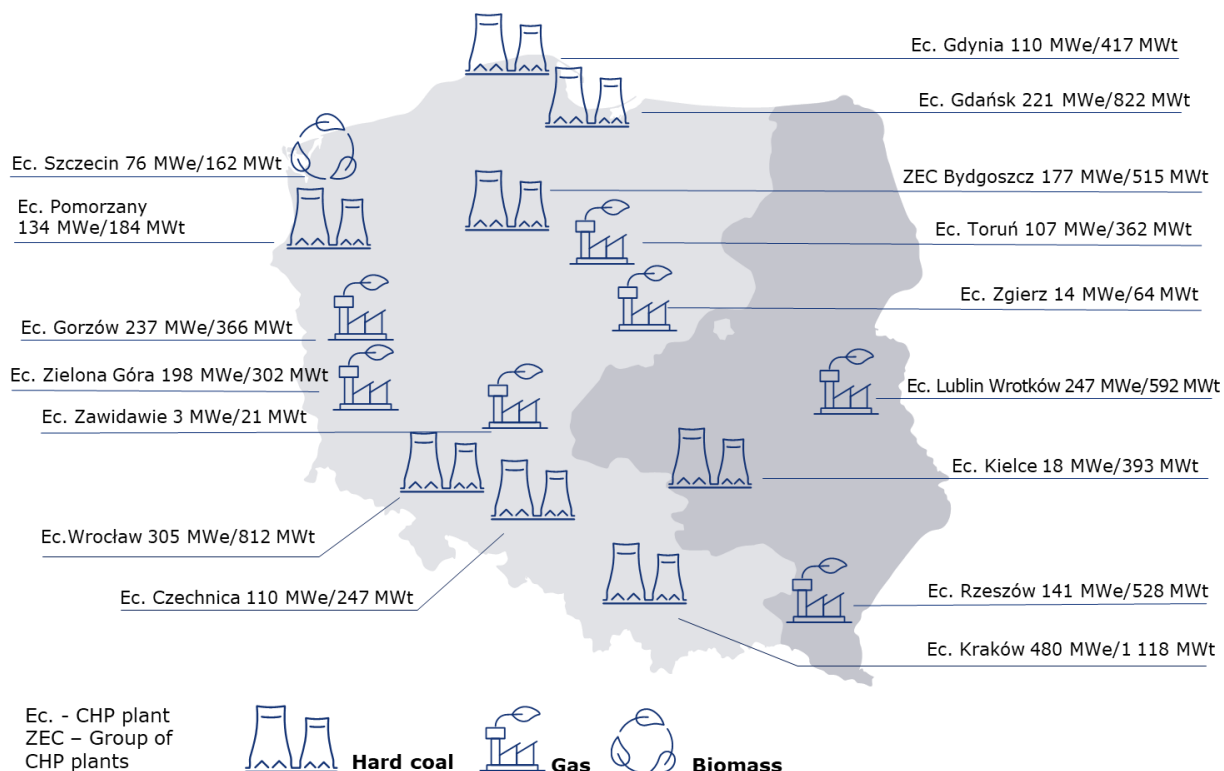 Ec. Gdynia 110 MWe/417 MWt
Ec. Gdańsk 221 MWe/822 MWt
Ec. Szczecin 76 MWe/162 MWt
ZEC Bydgoszcz 177 MWe/515 MWt
Ec. Pomorzany
134 MWe/184 MWt
Ec. Toruń 107 MWe/362 MWt
Ec. Zgierz 14 MWe/64 MWt
Ec. Gorzów 237 MWe/366 MWt
Ec. Zielona Góra 198 MWe/302 MWt
Ec. Lublin Wrotków 247 MWe/592 MWt
Ec. Zawidawie 3 MWe/21 MWt
Ec. Kielce 18 MWe/393 MWt
Ec.Wrocław 305 MWe/812 MWt
Ec. Czechnica 110 MWe/247 MWt
Ec. Rzeszów 141 MWe/528 MWt
Ec. Kraków 480 MWe/1 118 MWt
Ec. - CHP plant
ZEC – Group of
CHP plants
Hard coal
Gas
Biomass